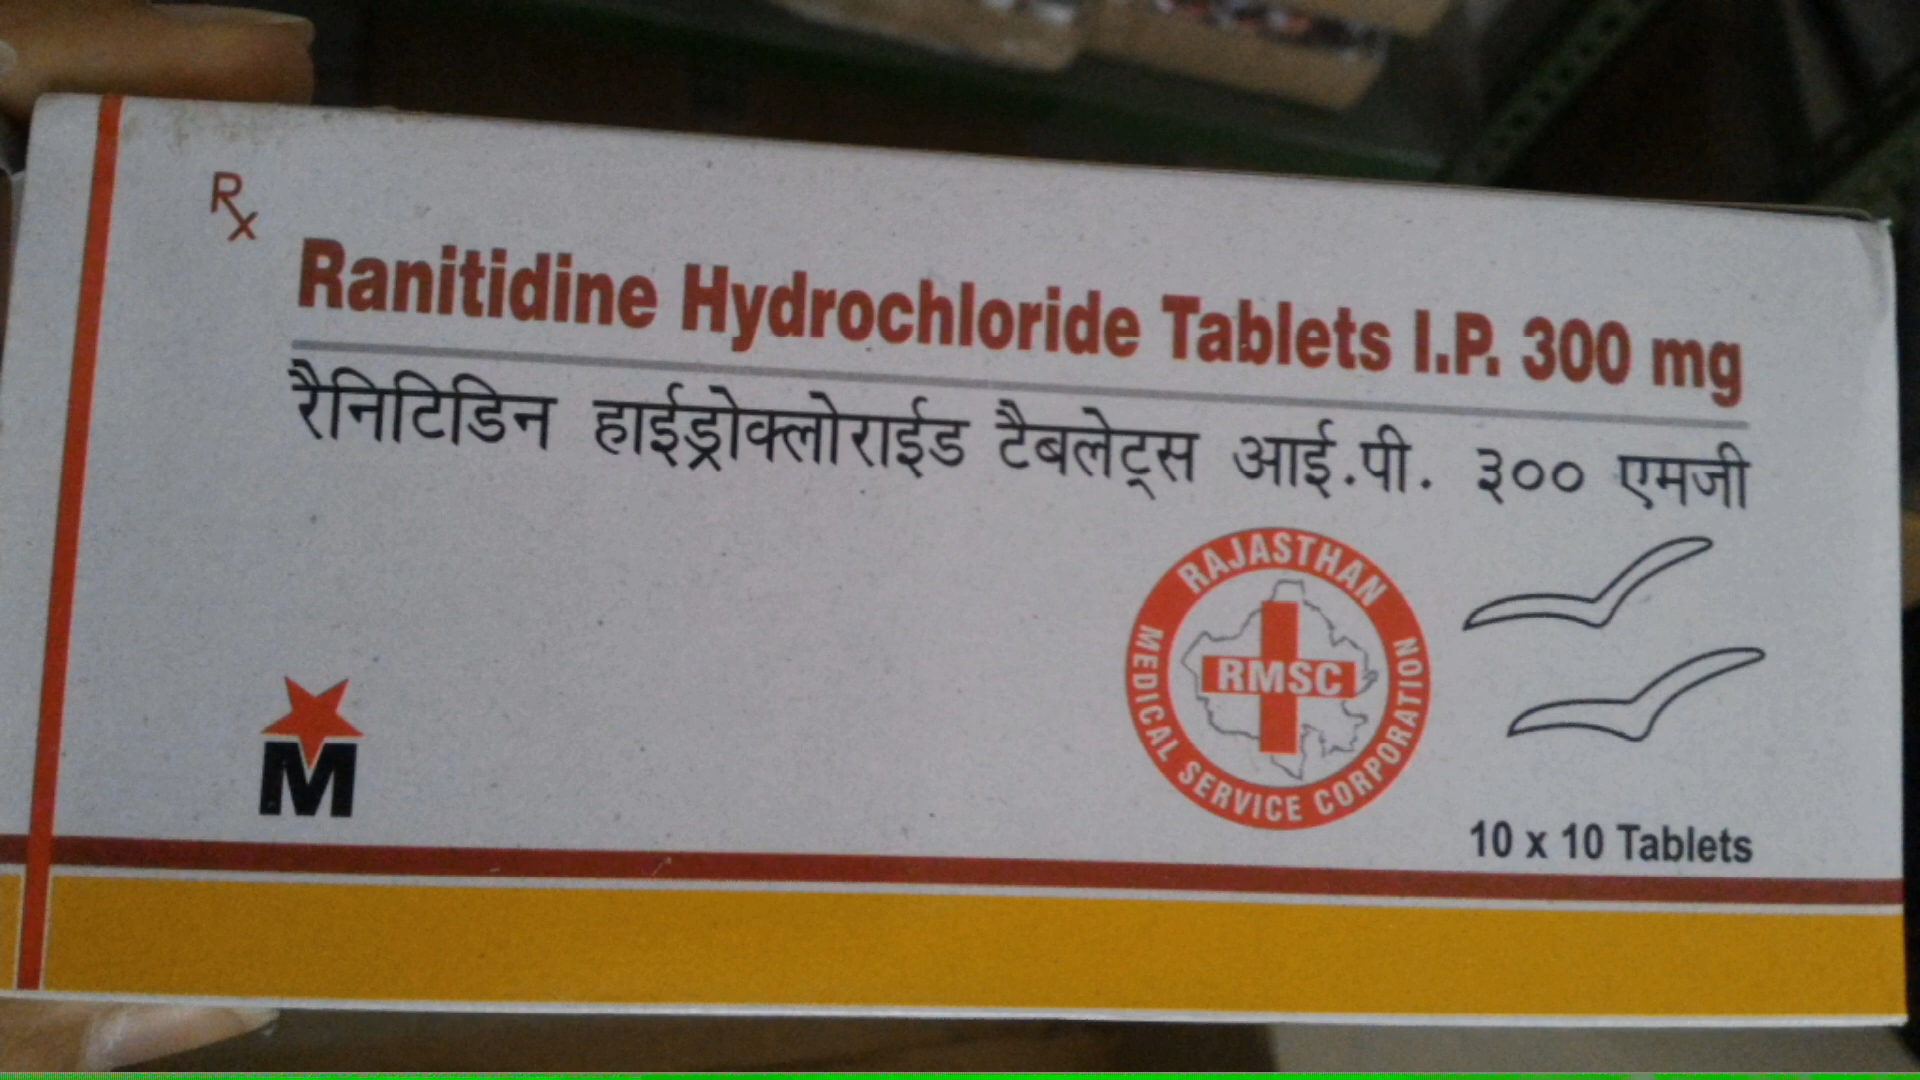 Rx
Ranitidine Hydrochloride Tablets I.P. 300 mg
रैनिटिडिन हाईड्रोक्लोराईड टैबलेट्स आई.पी. ३०० एमजी
RAJASTHAN
RMSC
MEDICAL SERVICE CORPORATION
M
10 x 10 Tablets